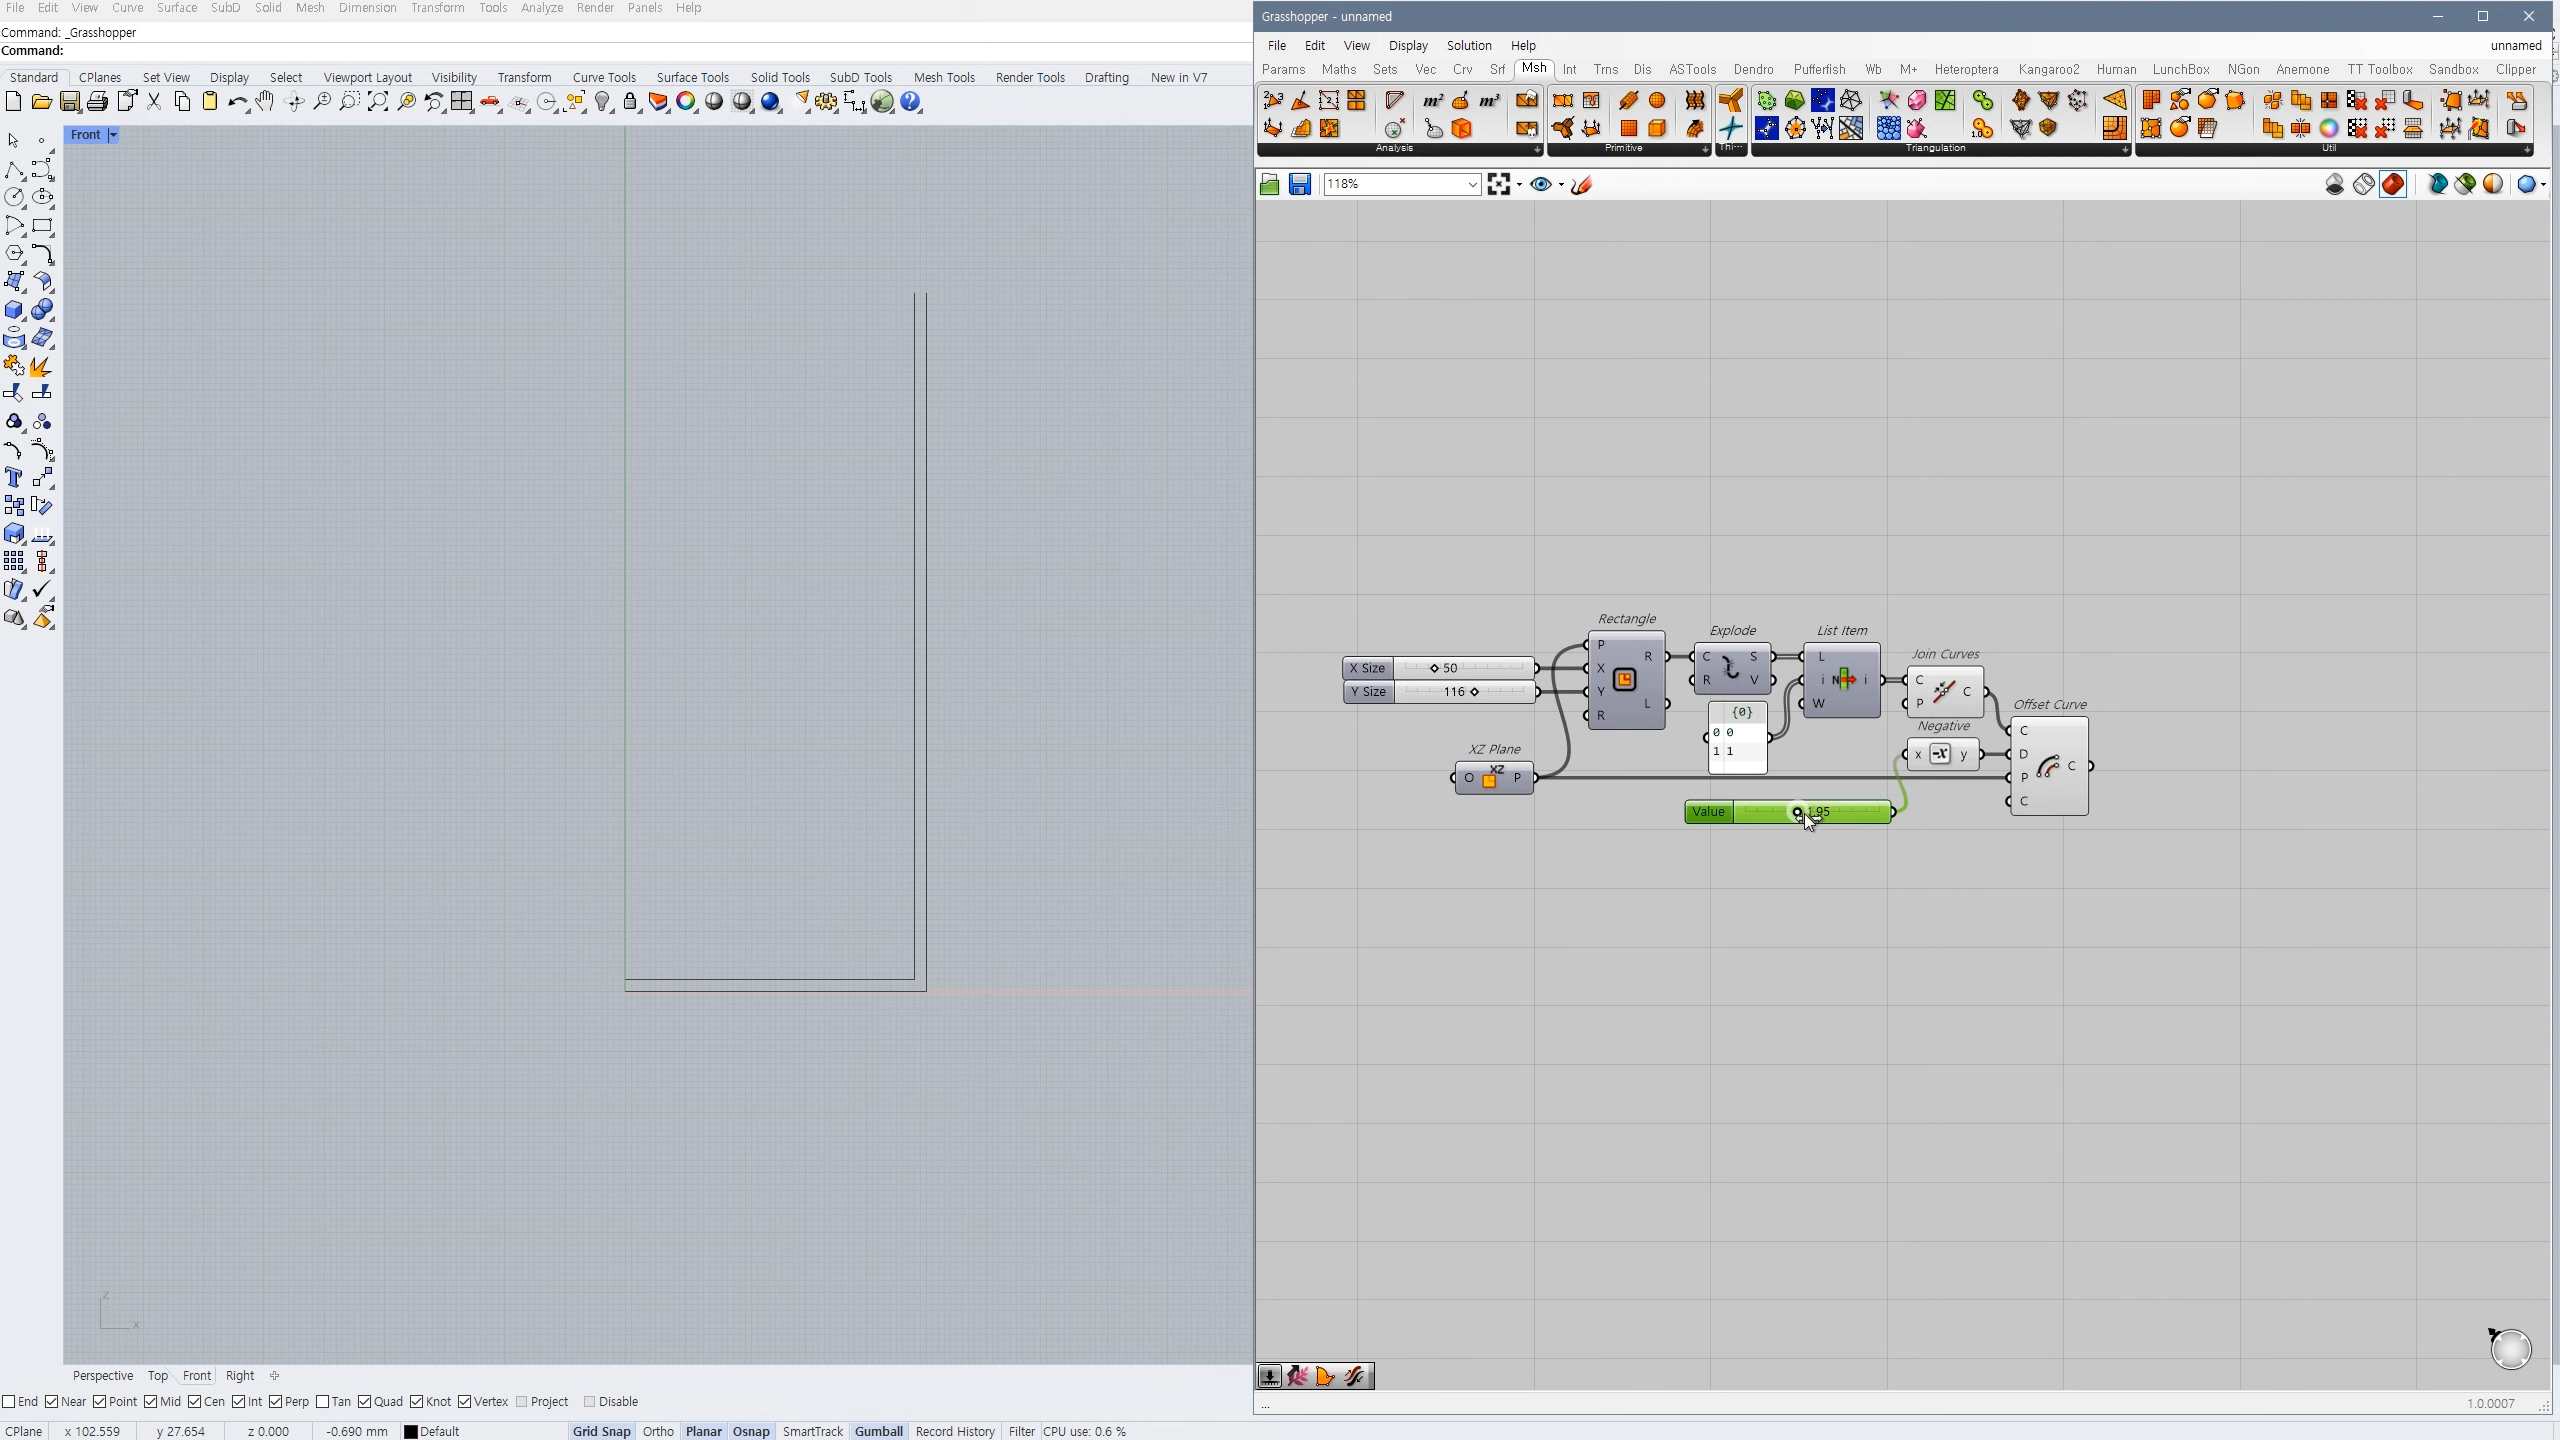 File Edit View Curve Surface SubD Solid Mesh Dimension Transform Tools Analyze Render Panels Help
Command: _Grasshopper
Command:
Standard CPlanes Set View Display Select Viewport Layout Visibility Transform Curve Tools Surface Tools Solid Tools SubD Tools Mesh Tools Render Tools Drafting New in V7
Front
Grasshopper - unnamed
File Edit View Display Solution Help unnamed
Params Maths Sets Vec Crv Srf Msh Int Trns Dis ASTools Dendro Pufferfish Wb M+ Heteroptera Kangaroo2 Human LunchBox NGon Anemone TT Toolbox Sandbox Clipper
m² m³
Analysis Primitive Thi... Triangulation Util
118%
Rectangle
P
X R
Y
R L
X Size 50
Y Size 116
XZ Plane
O XZ P
Explode
C S
R V
{0}
0 0
1 1
List Item
L
i N i
W
Join Curves
C C
P
Negative
x -x y
Offset Curve
C
D
P C
C
Value 1.95
z
x
Perspective Top Front Right
End Near Point Mid Cen Int Perp Tan Quad Knot Vertex Project Disable
... 1.0.0007
CPlane x 102.559 y 27.654 z 0.000 -0.690 mm Default Grid Snap Ortho Planar Osnap SmartTrack Gumball Record History Filter CPU use: 0.6 %